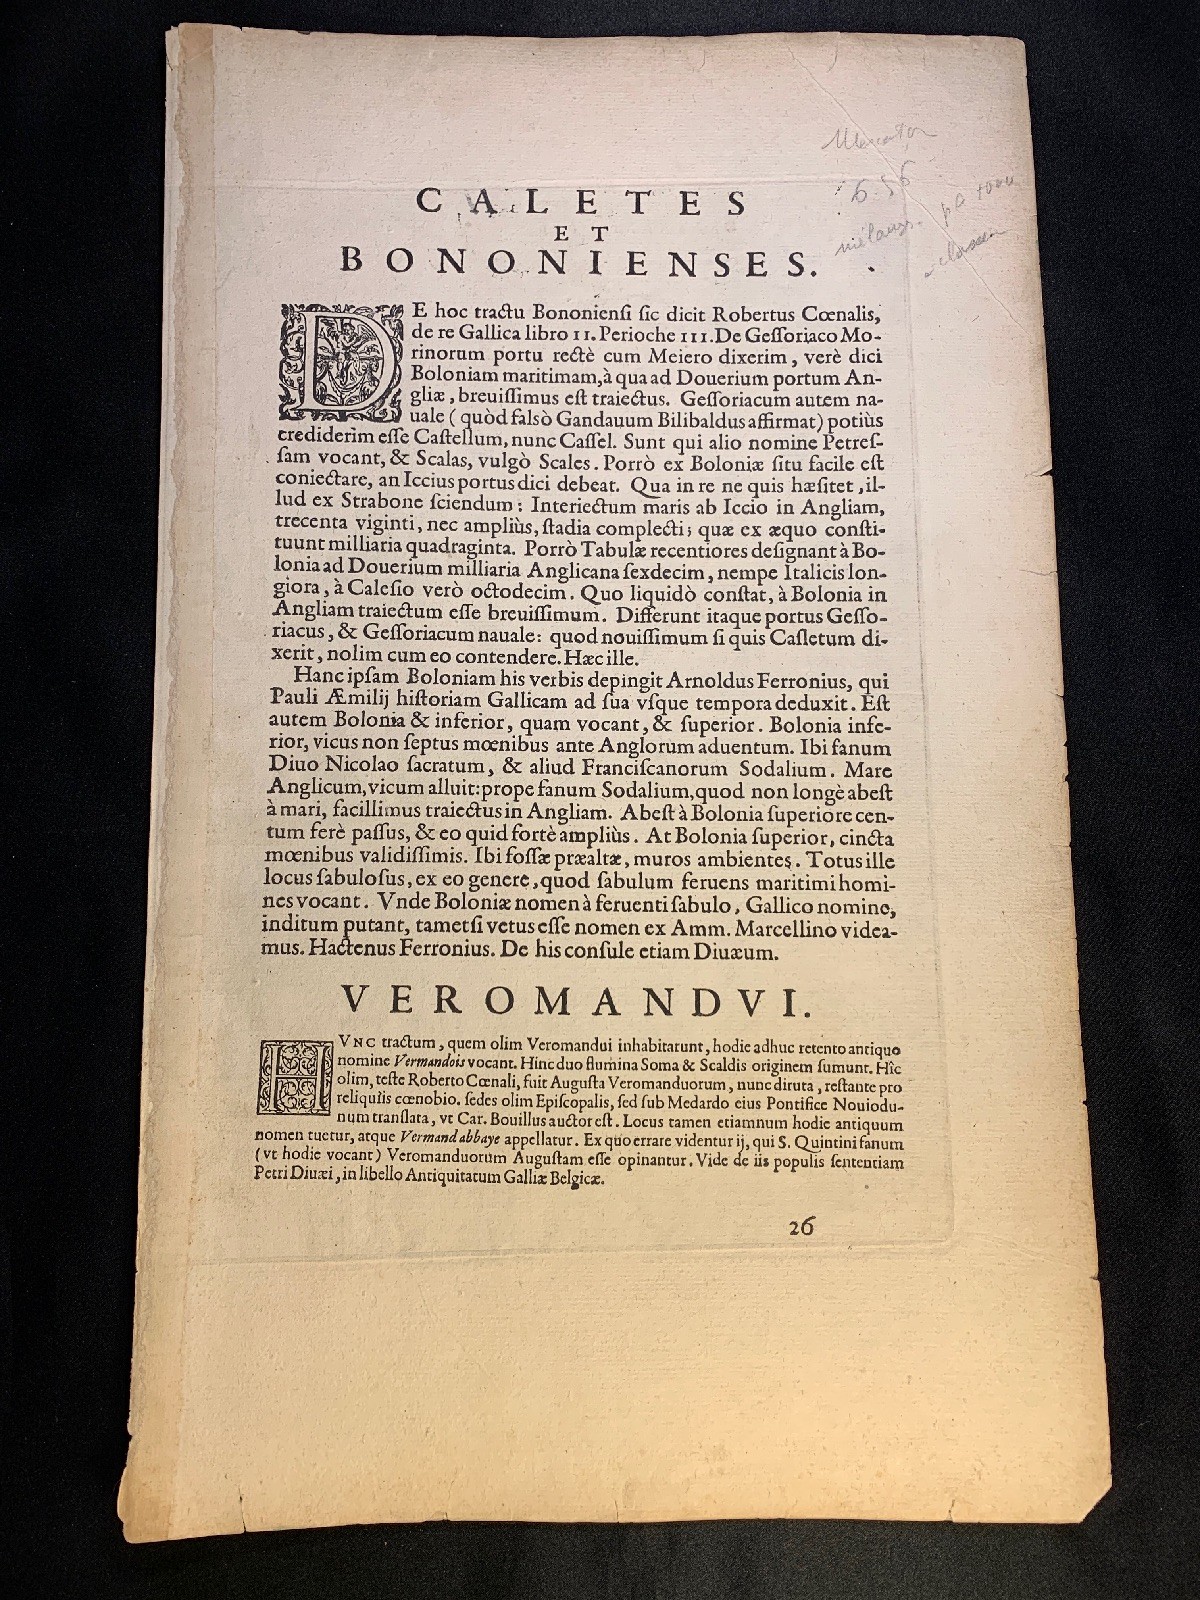 Mercator
656
CALETES
ET
BONONIENSES.
DE hoc tractu Bononiensi sic dicit Robertus Cœnalis,
de re Gallica libro II. Perioche III. De Gessoriaco Mo-
rinorum portu rectè cum Meiero dixerim, verè dici
Boloniam maritimam, à qua ad Douerium portum An-
gliæ, breuissimus est traiectus. Gessoriacum autem na-
uale (quòd falsò Gandauum Bilibaldus affirmat) potiùs
crediderim esse Castellum, nunc Cassel. Sunt qui alio nomine Petres-
sam vocant, & Scalas, vulgò Scales. Porrò ex Boloniæ situ facile est
coniectare, an Iccius portus dici debeat. Qua in re ne quis hæsitet, il-
lud ex Strabone sciendum: Interiectum maris ab Iccio in Angliam,
trecenta viginti, nec ampliùs, stadia complecti; quæ ex æquo consti-
tuunt milliaria quadraginta. Porrò Tabulæ recentiores designant à Bo-
lonia ad Douerium milliaria Anglicana sexdecim, nempe Italicis lon-
giora, à Calesio verò octodecim. Quo liquidò constat, à Bolonia in
Angliam traiectum esse breuissimum. Differunt itaque portus Gesso-
riacus, & Gessoriacum nauale: quod nouissimum si quis Casletum di-
xerit, nolim cum eo contendere. Hæc ille.
Hanc ipsam Boloniam his verbis depingit Arnoldus Ferronius, qui
Pauli Æmilij historiam Gallicam ad sua vsque tempora deduxit. Est
autem Bolonia & inferior, quam vocant, & superior. Bolonia infe-
rior, vicus non septus mœnibus ante Anglorum aduentum. Ibi fanum
Diuo Nicolao sacratum, & aliud Franciscanorum Sodalium. Mare
Anglicum, vicum alluit: prope fanum Sodalium, quod non longè abest
à mari, facillimus traiectus in Angliam. Abest à Bolonia superiore cen-
tum ferè passus, & eo quid fortè ampliùs. At Bolonia superior, cincta
mœnibus validissimis. Ibi fossæ præaltæ, muros ambientes. Totus ille
locus sabulosus, ex eo genere, quod sabulum feruens maritimi homi-
nes vocant. Vnde Boloniæ nomen à feruenti sabulo, Gallico nomine,
inditum putant, tametsi vetus esse nomen ex Amm. Marcellino videa-
mus. Hactenus Ferronius. De his consule etiam Diuæum.
VEROMANDVI.
HVNC tractum, quem olim Veromandui inhabitarunt, hodie adhuc retento antiquo
nomine Vermandois vocant. Hinc duo flumina Soma & Scaldis originem sumunt. Hîc
olim, teste Roberto Cœnali, fuit Augusta Veromanduorum, nunc diruta, restante pro
reliquiis cœnobio. sedes olim Episcopalis, sed sub Medardo eius Pontifice Nouiodu-
num translata, vt Car. Bouillus auctor est. Locus tamen etiamnum hodie antiquum
nomen tuetur, atque Vermand abbaye appellatur. Ex quo errare videntur ij, qui S. Quintini fanum
(vt hodie vocant) Veromanduorum Augustam esse opinantur. Vide de iis populis sententiam
Petri Diuæi, in libello Antiquitatum Galliæ Belgicæ.
26